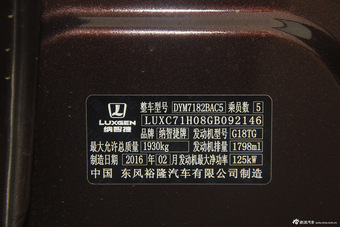 LUXGEN
纳智捷
整车型号 DYM7182BAC5 乘员数 5
LUXC71H08GB092146
品牌 纳智捷牌 发动机型号 G18TG
最大允许总质量 1930kg 发动机排量 1798ml
制造日期 2016 年 02 月 发动机最大净功率 125kW
中国 东风裕隆汽车有限公司制造